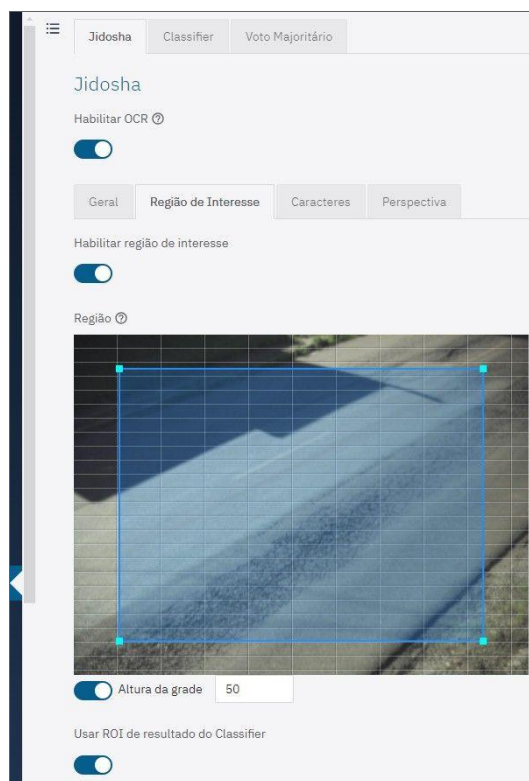 Jidosha Classifier Voto Majoritário
Jidosha
Habilitar OCR
Geral Região de Interesse Caracteres Perspectiva
Habilitar região de interesse
Região
Altura da grade 50
Usar ROI de resultado do Classifier